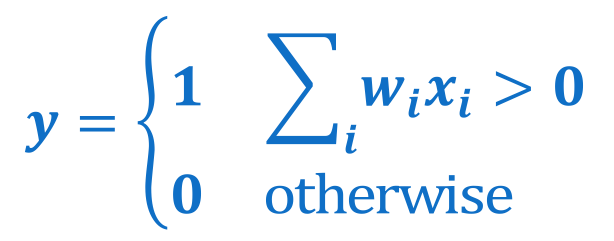 y = { 1 ∑ᵢ wᵢxᵢ > 0
0 otherwise